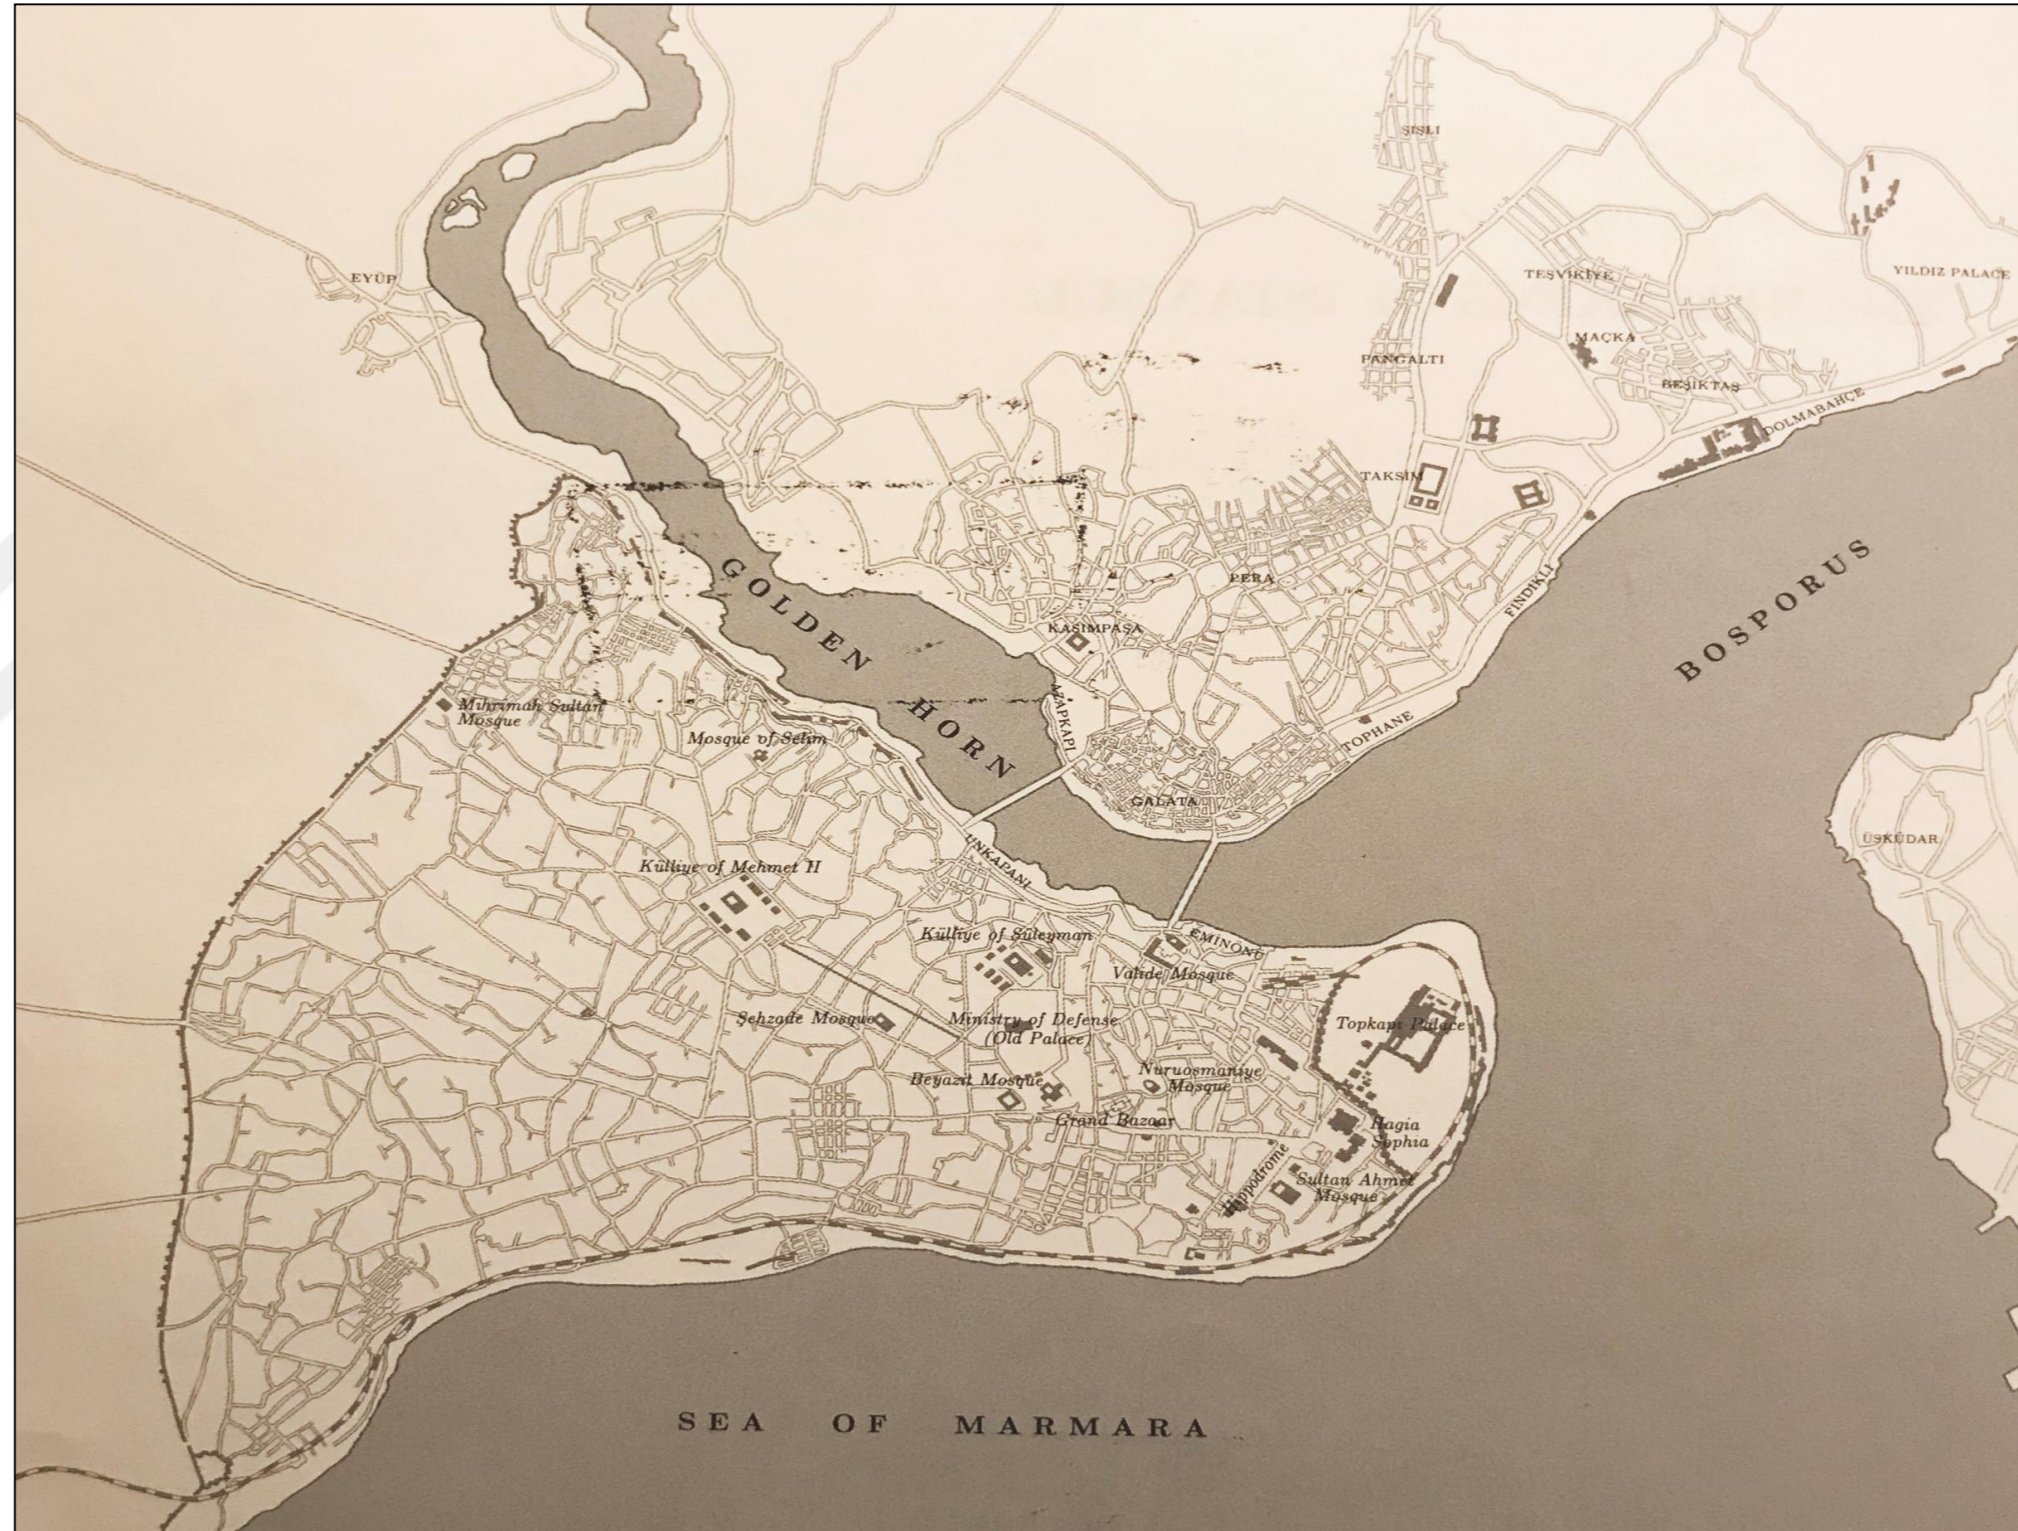 ŞIŞLI
EYÜP
TEŞVIKIYE
YILDIZ PALACE
MAÇKA
PANGALTI
BEŞIKTAŞ
DOLMABAHÇE
TAKSIM
GOLDEN HORN
BOSPORUS
PERA
FINDIKLI
KASIMPAŞA
AZAPKAPI
TOPHANE
Mihrimah Sultan
Mosque
Mosque of Selim
GALATA
ÜSKÜDAR
UNKAPANI
Külliye of Mehmet II
Külliye of Süleyman
EMINÖNÜ
Valide Mosque
Şehzade Mosque
Ministry of Defense
(Old Palace)
Topkapı Palace
Beyazit Mosque
Nuruosmaniye
Mosque
Grand Bazaar
Hagia
Sophia
Hippodrome
Sultan Ahmet
Mosque
SEA OF MARMARA